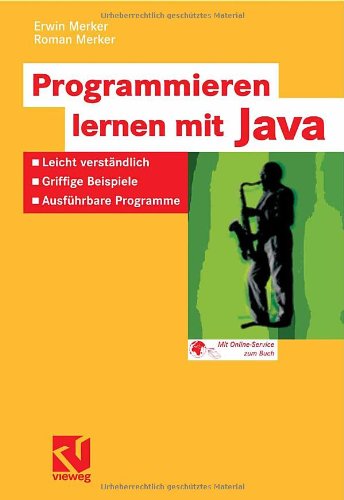 Urheberrechtlich geschütztes Material
Erwin Merker
Roman Merker
Programmieren
lernen mit Java
Leicht verständlich
Griffige Beispiele
Ausführbare Programme
Mit Online-Service
zum Buch
vieweg
Urheberrechtlich geschütztes Material